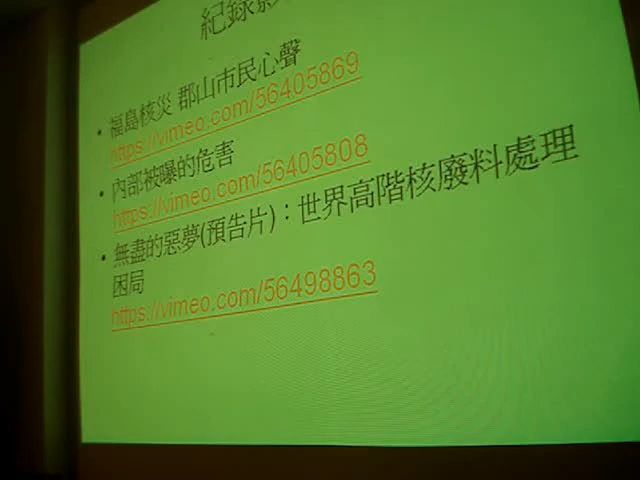 紀錄影
• 福島核災 郡山市民心聲
https://vimeo.com/56405869
• 內部被曝的危害
https://vimeo.com/56405808
• 無盡的惡夢(預告片)：世界高階核廢料處理
困局
https://vimeo.com/56498863